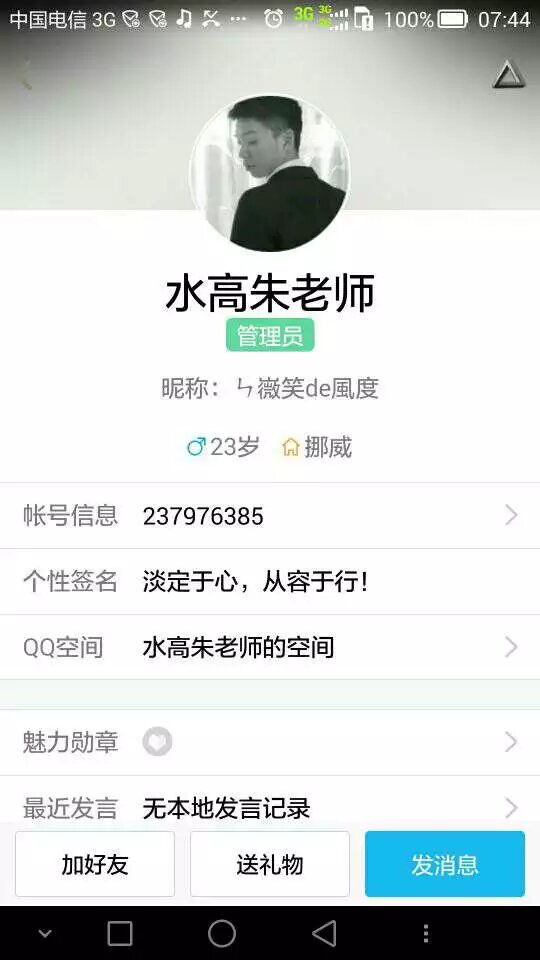 中国电信 3G 3G 3G 2G 100% 07:44
水高朱老师
管理员
昵称：ㄣ薇笑de風度
23岁 挪威
帐号信息 237976385
个性签名 淡定于心，从容于行！
QQ空间 水高朱老师的空间
魅力勋章
最近发言 无本地发言记录
加好友 送礼物 发消息